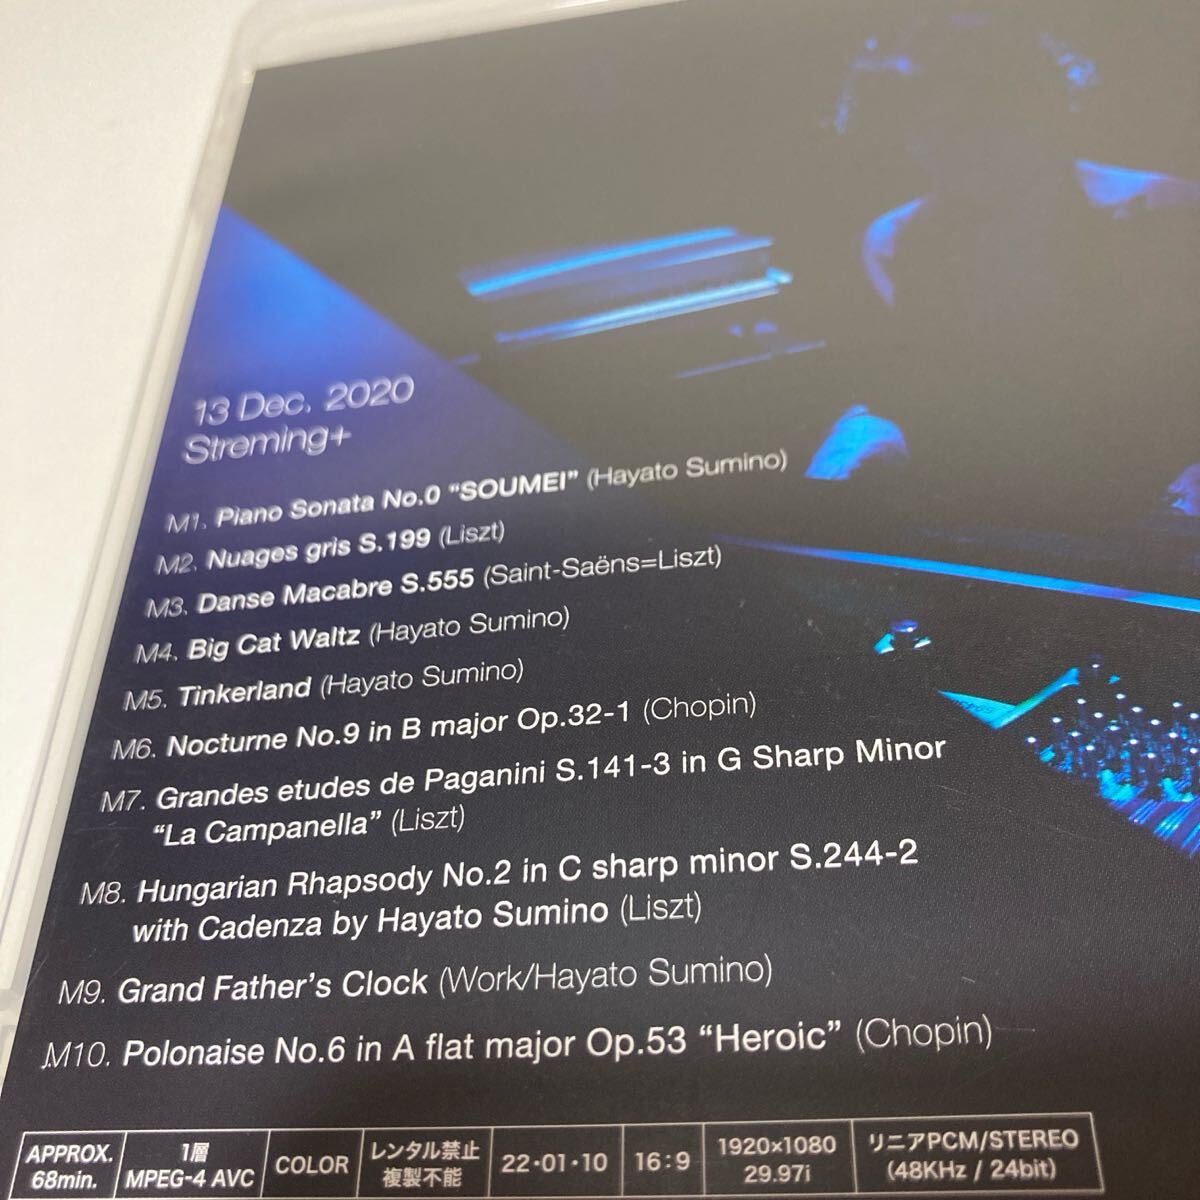 13 Dec. 2020
Streming+
M1. Piano Sonata No.0 “SOUMEI” (Hayato Sumino)
M2. Nuages gris S.199 (Liszt)
M3. Danse Macabre S.555 (Saint-Saëns=Liszt)
M4. Big Cat Waltz (Hayato Sumino)
M5. Tinkerland (Hayato Sumino)
M6. Nocturne No.9 in B major Op.32-1 (Chopin)
M7. Grandes etudes de Paganini S.141-3 in G Sharp Minor
“La Campanella” (Liszt)
M8. Hungarian Rhapsody No.2 in C sharp minor S.244-2
with Cadenza by Hayato Sumino (Liszt)
M9. Grand Father’s Clock (Work/Hayato Sumino)
M10. Polonaise No.6 in A flat major Op.53 “Heroic” (Chopin)
APPROX.
68min.
1層
MPEG-4 AVC
COLOR
レンタル禁止
複製不能
22・01・10
16:9
1920×1080
29.97i
リニアPCM/STEREO
(48KHz / 24bit)